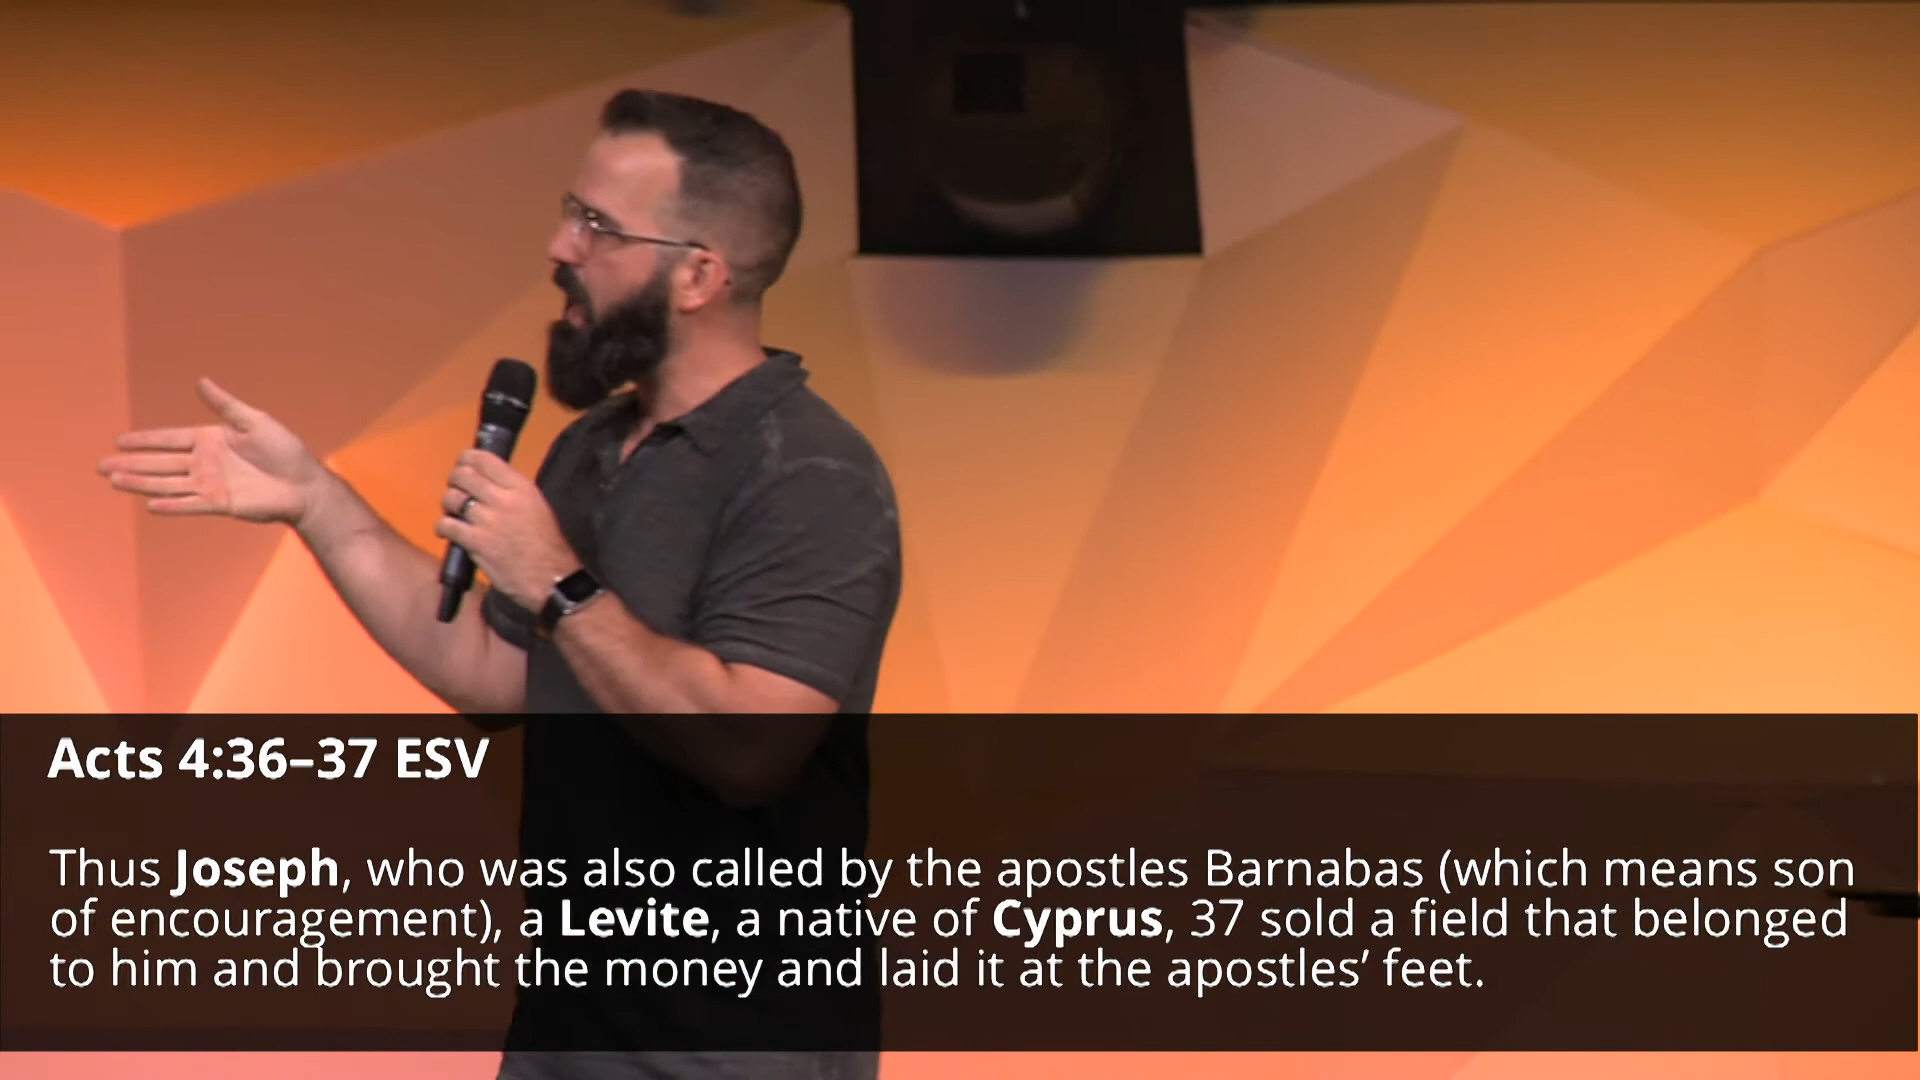 Acts 4:36–37 ESV
Thus Joseph, who was also called by the apostles Barnabas (which means son
of encouragement), a Levite, a native of Cyprus, 37 sold a field that belonged
to him and brought the money and laid it at the apostles’ feet.